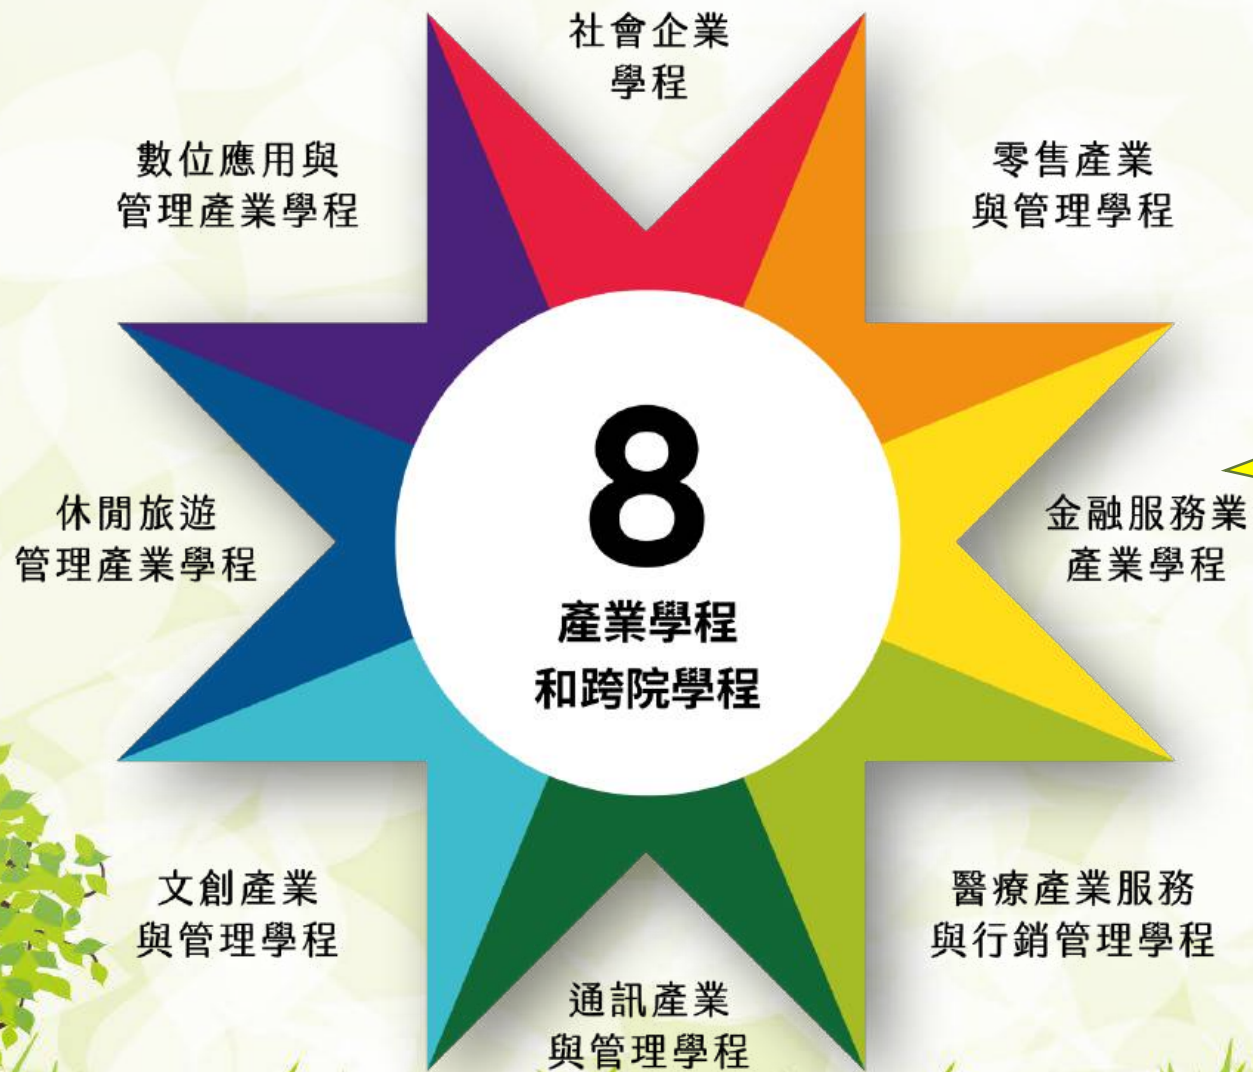 社會企業
學程
數位應用與
管理產業學程
零售產業
與管理學程
8
產業學程
和跨院學程
休閒旅遊
管理產業學程
金融服務業
產業學程
文創產業
與管理學程
醫療產業服務
與行銷管理學程
通訊產業
與管理學程